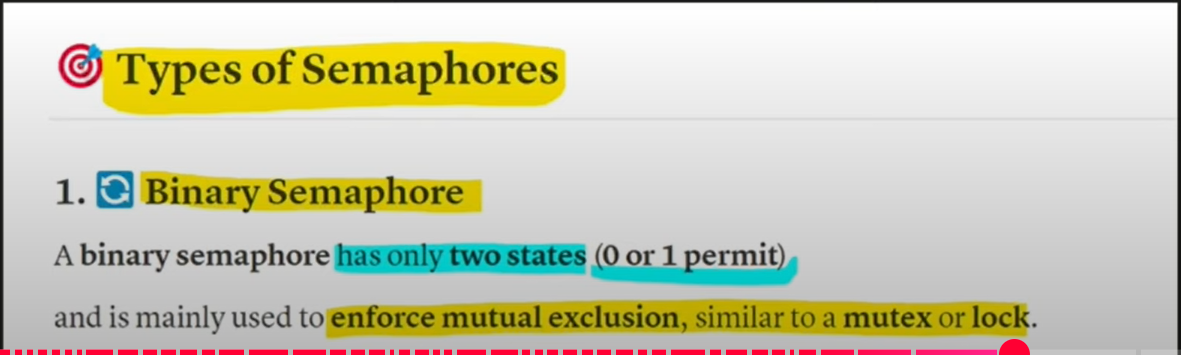 Types of Semaphores
1. Binary Semaphore
A binary semaphore has only two states (0 or 1 permit)
and is mainly used to enforce mutual exclusion, similar to a mutex or lock.